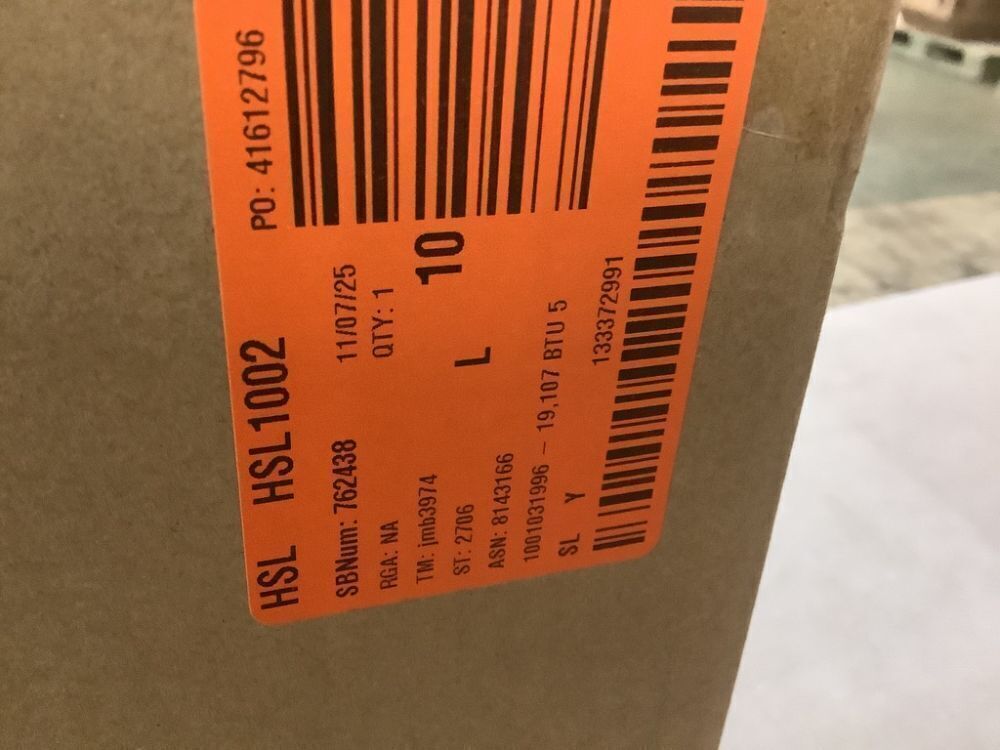 HSL HSL1002 PO: 41612796
SBNum: 762438 11/07/25
RGA: NA QTY: 1
TM: jmb3974
ST: 2706 L 10
ASN: 8143166
1001031996 – 19,107 BTU 5
SL Y 133372991